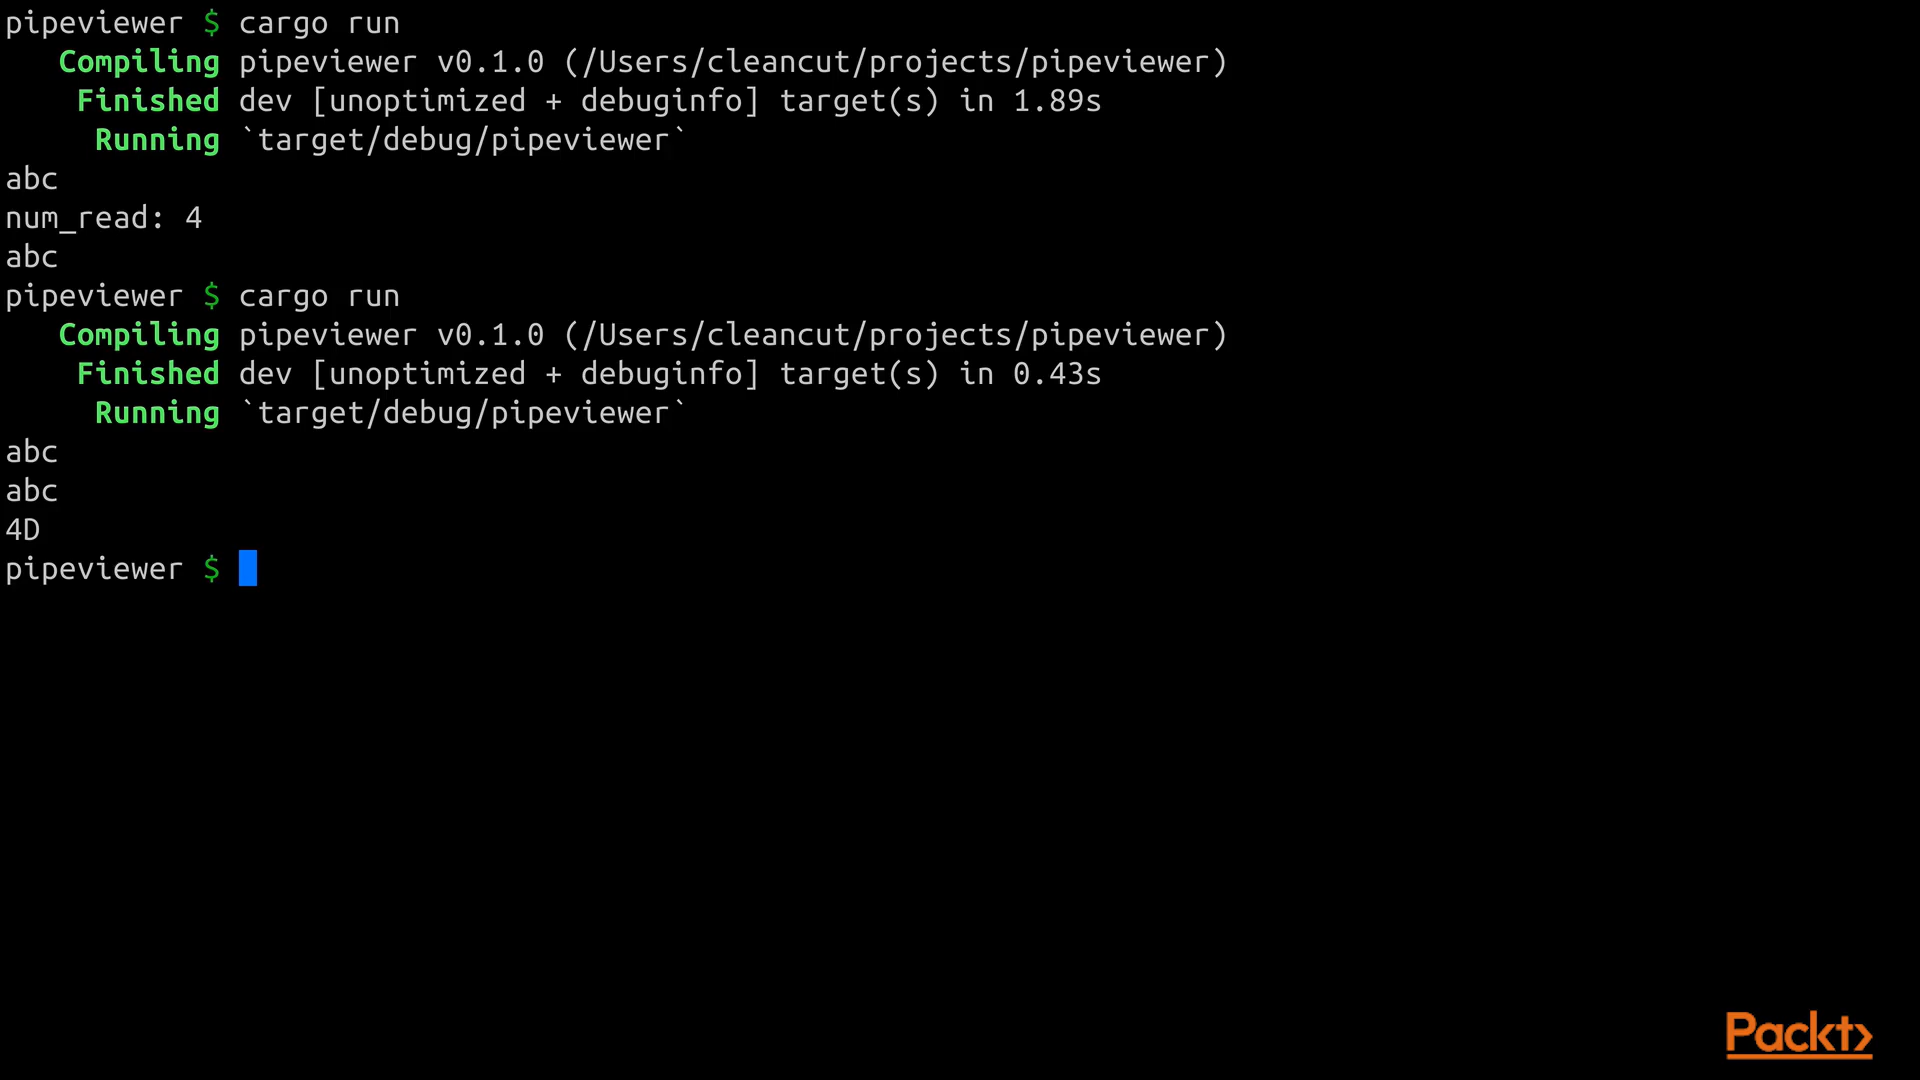 pipeviewer $ cargo run
   Compiling pipeviewer v0.1.0 (/Users/cleancut/projects/pipeviewer)
    Finished dev [unoptimized + debuginfo] target(s) in 1.89s
     Running `target/debug/pipeviewer`
abc
num_read: 4
abc
pipeviewer $ cargo run
   Compiling pipeviewer v0.1.0 (/Users/cleancut/projects/pipeviewer)
    Finished dev [unoptimized + debuginfo] target(s) in 0.43s
     Running `target/debug/pipeviewer`
abc
abc
4D
pipeviewer $
Packt>